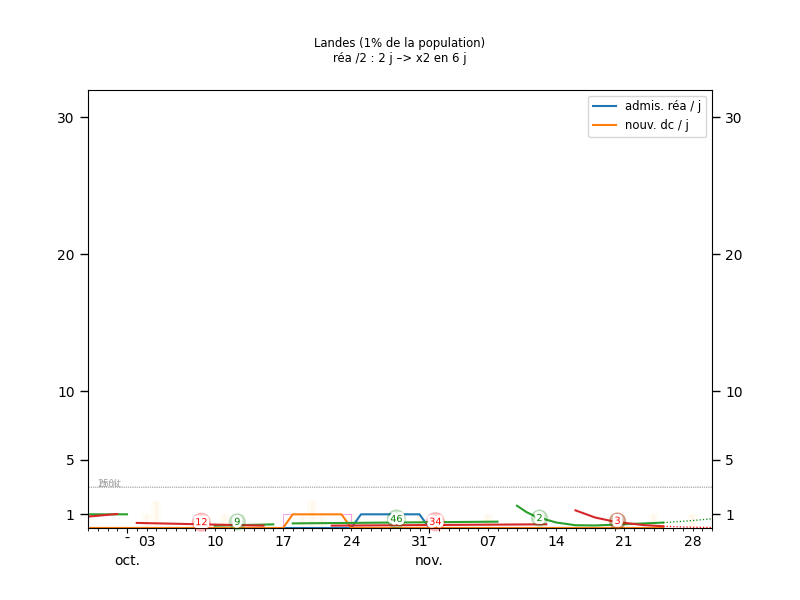 Landes (1% de la population)
réa /2 : 2 j –> x2 en 6 j
admis. réa / j
nouv. dc / j
30 30
20 20
10 10
5 5
1 1
12 9 46 34 2 3
- 03 10 17 24 31 07 14 21 28
oct. nov.